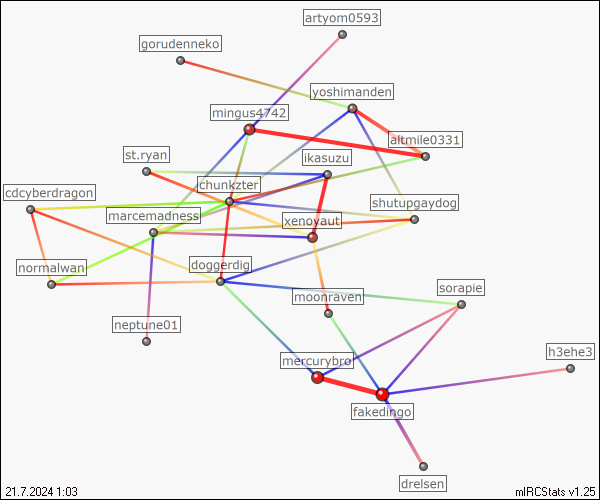 artyom0593
gorudenneko
yoshimanden
mingus4742
altmile0331
st.ryan
ikasuzu
chunkzter
cdcyberdragon
shutupgaydog
marcemadness
xenoyaut
normalwan
doggerdig
moonraven
sorapie
neptune01
mercurybro
h3ehe3
fakedingo
drelsen
21.7.2024 1:03
mIRCStats v1.25